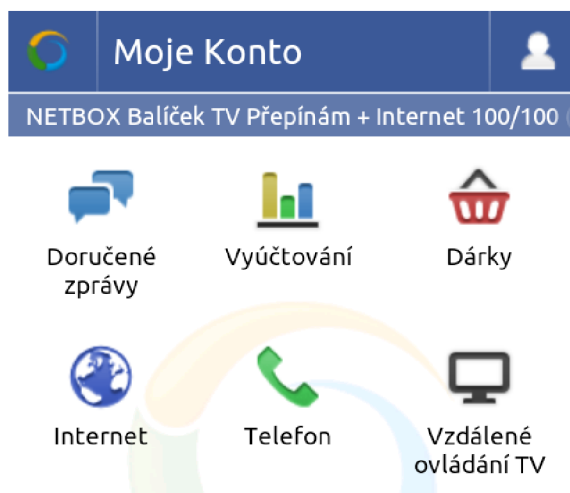 Moje Konto
NETBOX Balíček TV Přepínám + Internet 100/100
Doručené
zprávy
Vyúčtování
Dárky
Internet
Telefon
Vzdálené
ovládání TV